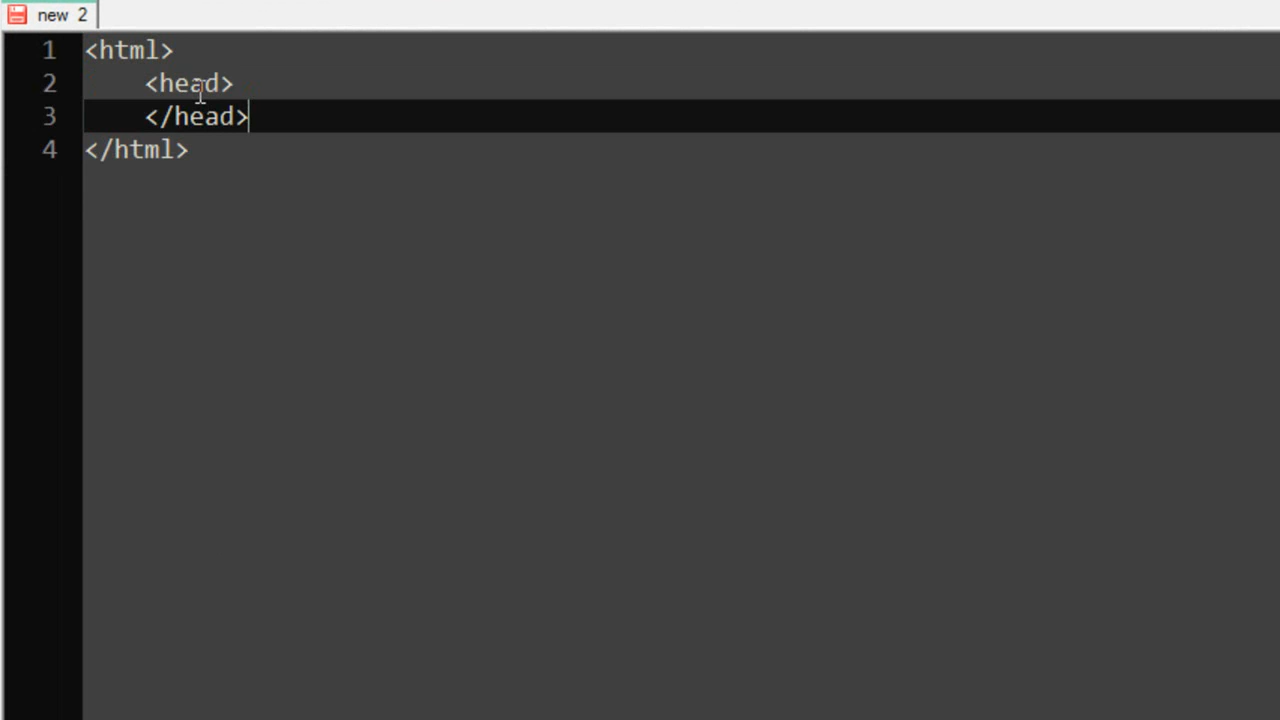 new 2
1 <html>
2     <head>
3     </head>
4 </html>